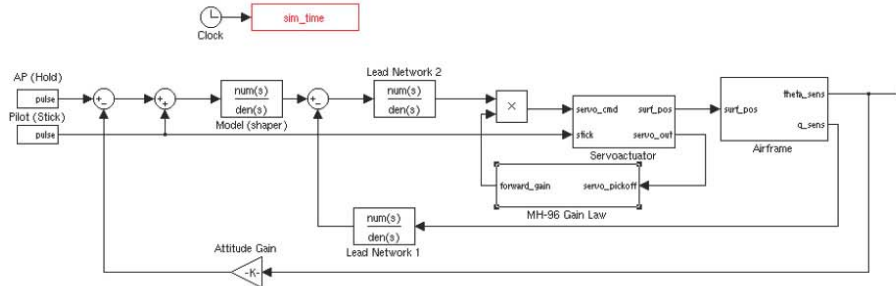 sim_time
Clock
AP (Hold)
pulse
Pilot (Stick)
pulse
num(s)
den(s)
Model (shaper)
Lead Network 2
num(s)
den(s)
×
servo_cmd
surf_pos
stick
servo_out
Servoactuator
surf_pos
theta_sens
q_sens
Airframe
forward_gain
servo_pickoff
MH-96 Gain Law
num(s)
den(s)
Lead Network 1
Attitude Gain
-K-